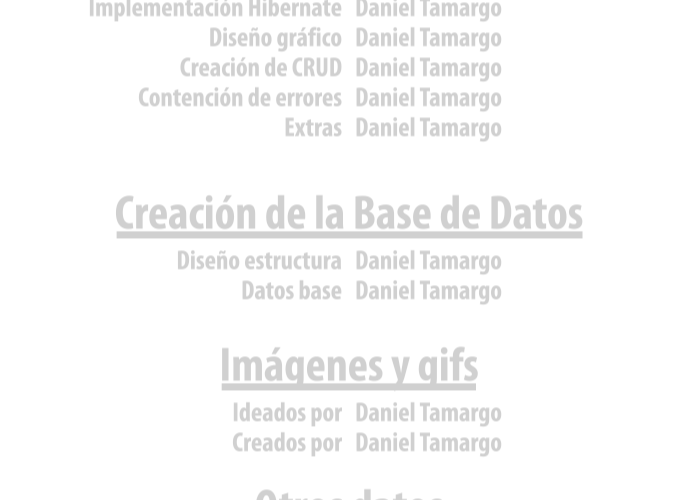 Implementación Hibernate Daniel Tamargo
Diseño gráfico Daniel Tamargo
Creación de CRUD Daniel Tamargo
Contención de errores Daniel Tamargo
Extras Daniel Tamargo
Creación de la Base de Datos
Diseño estructura Daniel Tamargo
Datos base Daniel Tamargo
Imágenes y gifs
Ideados por Daniel Tamargo
Creados por Daniel Tamargo
Otros datos